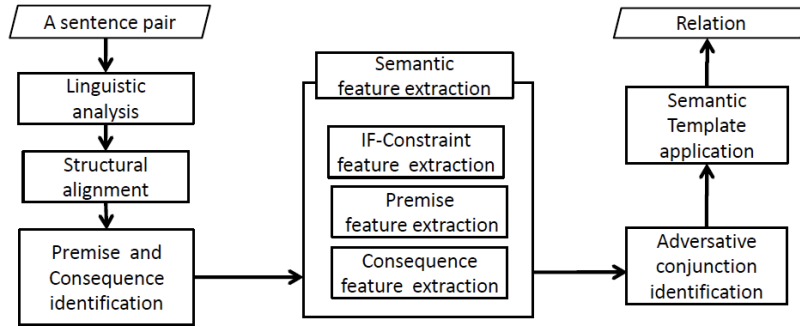 A sentence pair
Linguistic
analysis
Structural
alignment
Premise and
Consequence
identification
Semantic
feature extraction
IF-Constraint
feature extraction
Premise
feature extraction
Consequence
feature extraction
Relation
Semantic
Template
application
Adversative
conjunction
identification